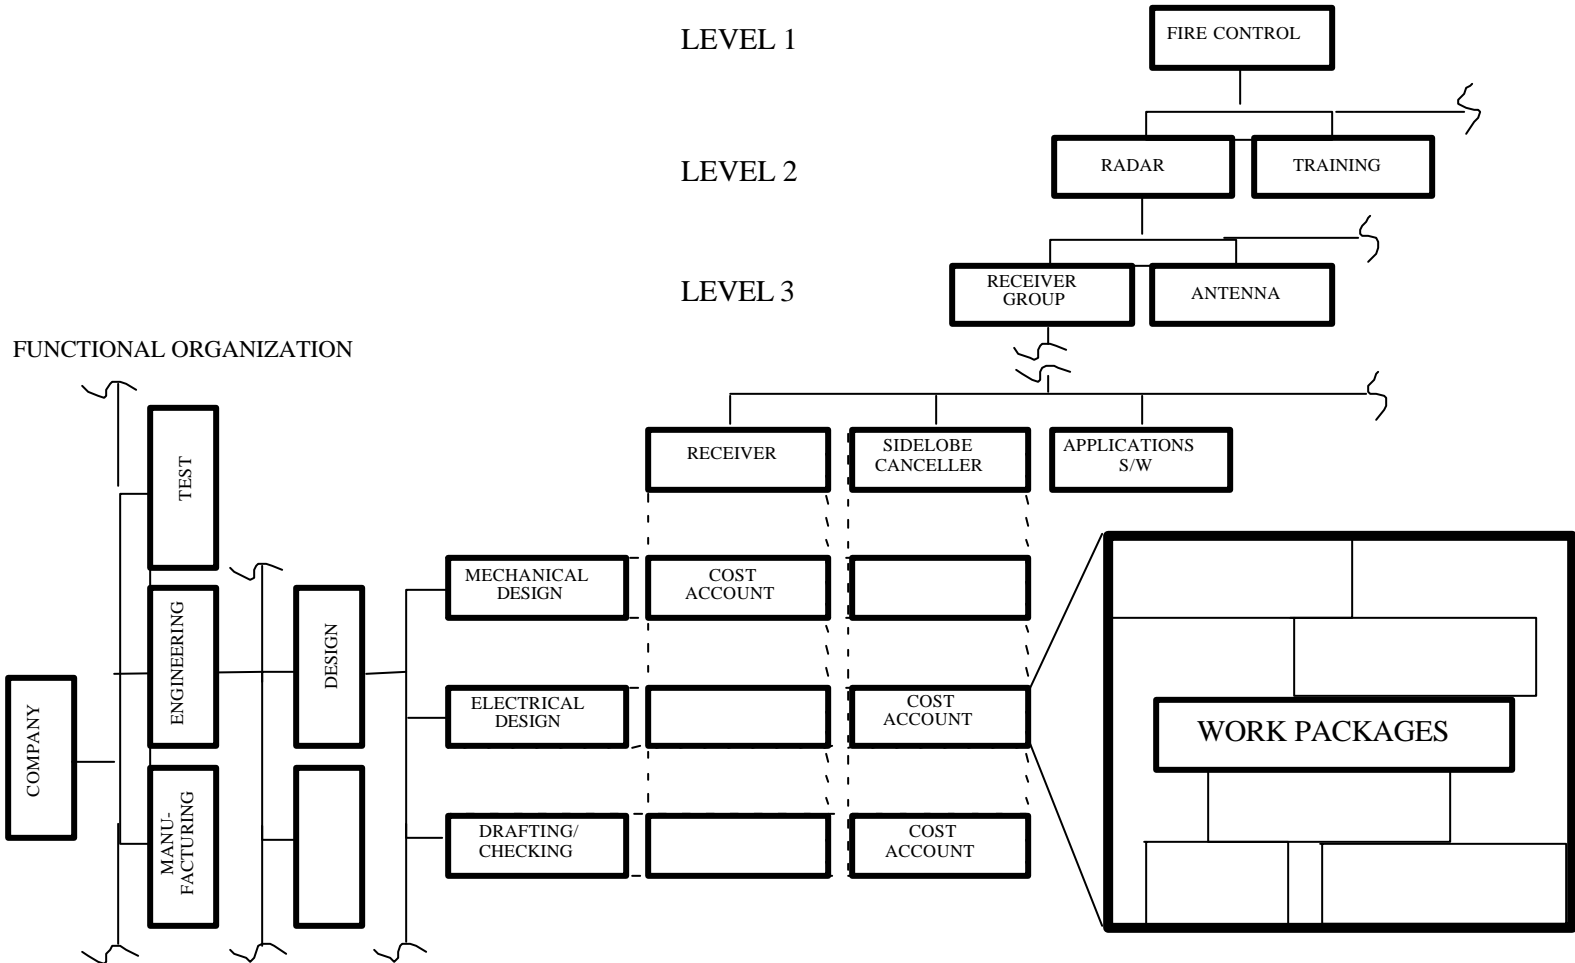 LEVEL 1
FIRE CONTROL
LEVEL 2
RADAR
TRAINING
LEVEL 3
RECEIVER
GROUP
ANTENNA
FUNCTIONAL ORGANIZATION
RECEIVER
SIDELOBE
CANCELLER
APPLICATIONS
S/W
TEST
ENGINEERING
MANU-
FACTURING
COMPANY
DESIGN
MECHANICAL
DESIGN
COST
ACCOUNT
ELECTRICAL
DESIGN
COST
ACCOUNT
DRAFTING/
CHECKING
COST
ACCOUNT
WORK PACKAGES